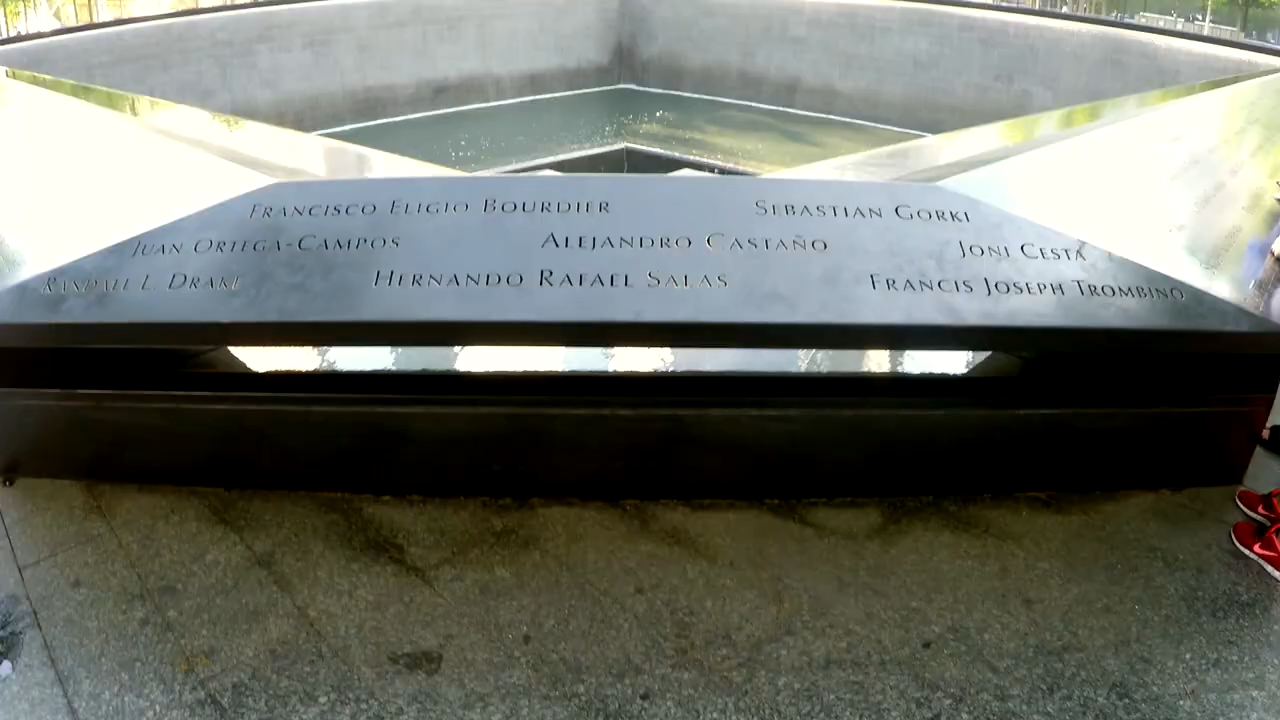 Francisco Eligio Bourdier Sebastian Gorki
Juan Ortega-Campos Alejandro Castaño Joni Cesta
Randall L. Drake Hernando Rafael Salas Francis Joseph Trombino